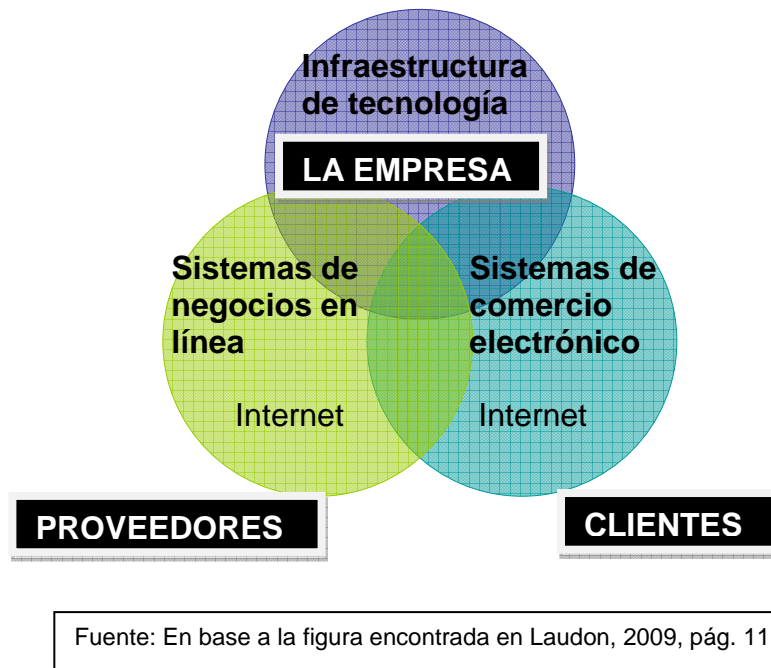 Infraestructura
de tecnología
LA EMPRESA
Sistemas de
negocios en
línea
Internet
Sistemas de
comercio
electrónico
Internet
PROVEEDORES
CLIENTES
Fuente: En base a la figura encontrada en Laudon, 2009, pág. 11